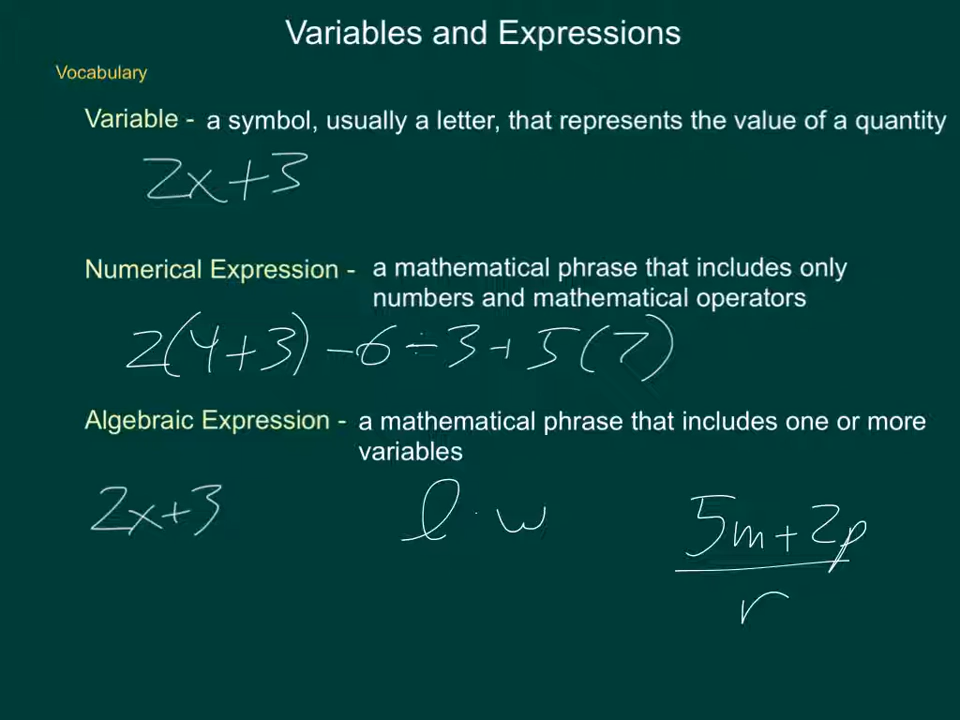 Variables and Expressions
Vocabulary
Variable - a symbol, usually a letter, that represents the value of a quantity
2x+3
Numerical Expression - a mathematical phrase that includes only
numbers and mathematical operators
2(4+3) - 6 ÷ 3 + 5(7)
Algebraic Expression - a mathematical phrase that includes one or more
variables
2x+3 l · w 5m+2p
r